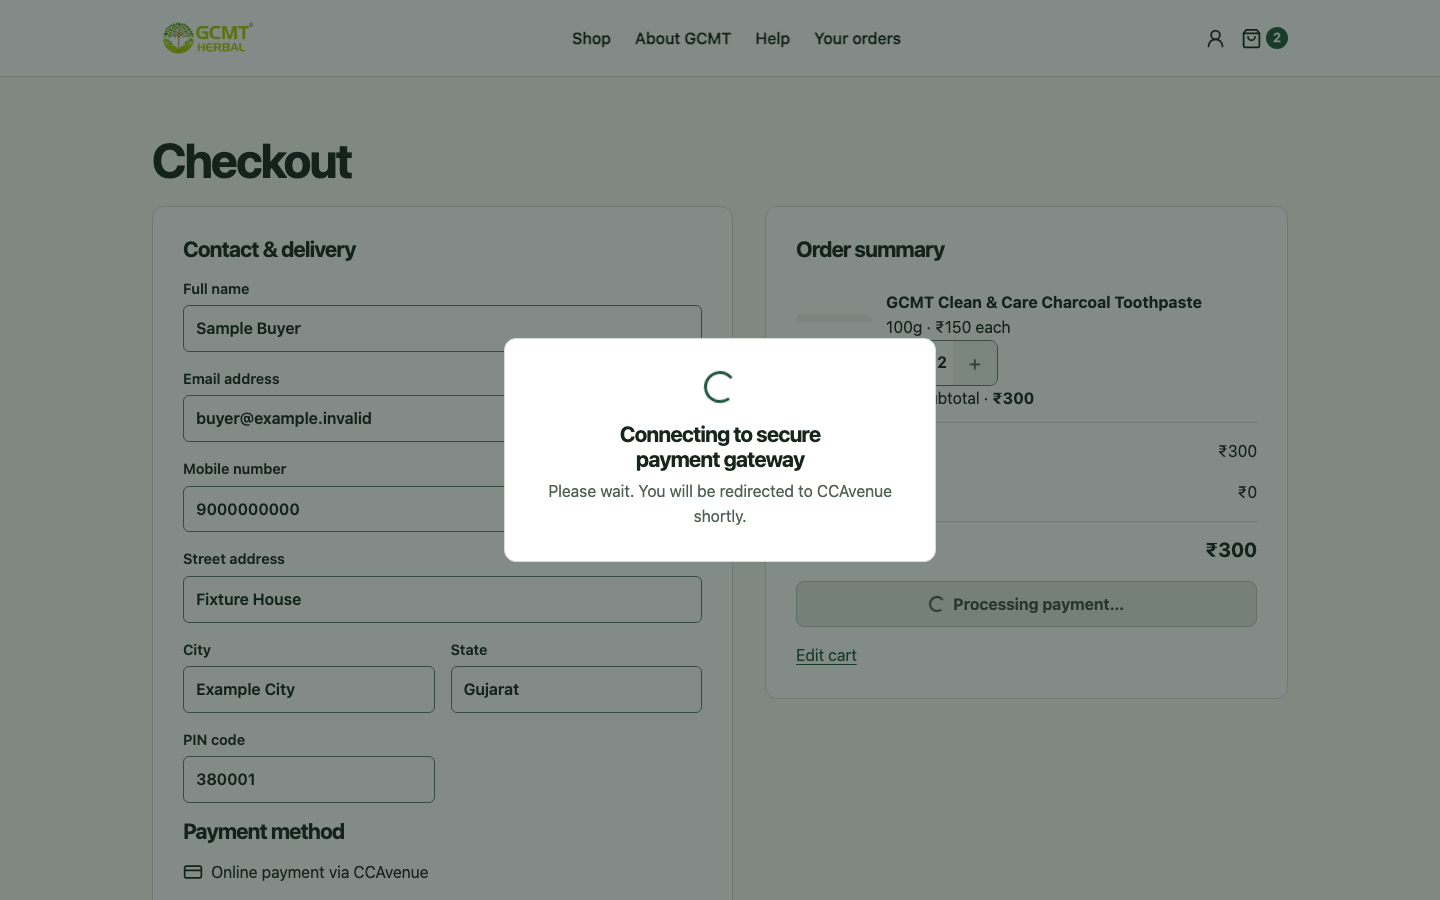 GCMT®
HERBAL
Shop
About GCMT
Help
Your orders
2
Checkout
Contact & delivery
Full name
Sample Buyer
Email address
buyer@example.invalid
Mobile number
9000000000
Street address
Fixture House
City
State
Example City
Gujarat
PIN code
380001
Payment method
Online payment via CCAvenue
Order summary
GCMT Clean & Care Charcoal Toothpaste
100g · ₹150 each
2 +
· ₹300
₹300
₹0
₹300
Processing payment...
Edit cart
Connecting to secure
payment gateway
Please wait. You will be redirected to CCAvenue
shortly.